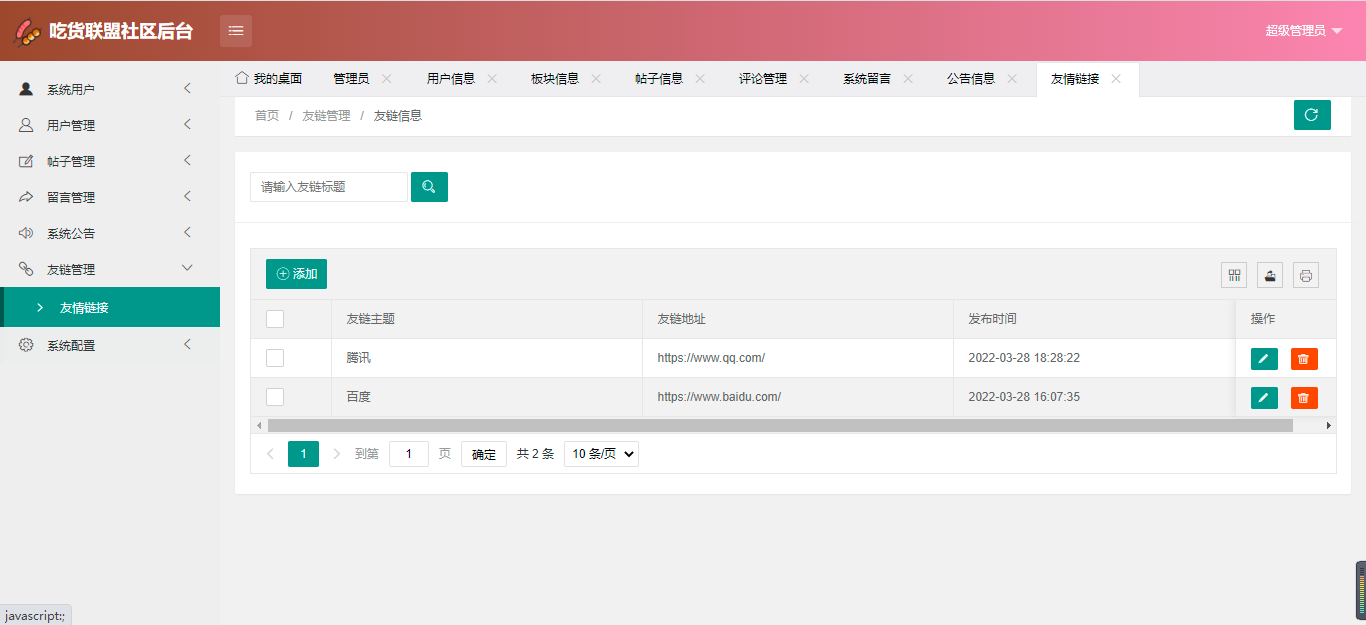 吃货联盟社区后台
超级管理员
系统用户
用户管理
帖子管理
留言管理
系统公告
友链管理
友情链接
系统配置
我的桌面 管理员 用户信息 板块信息 帖子信息 评论管理 系统留言 公告信息 友情链接
首页 / 友链管理 / 友链信息
请输入友链标题
添加
友链主题 友链地址 发布时间 操作
腾讯 https://www.qq.com/ 2022-03-28 18:28:22
百度 https://www.baidu.com/ 2022-03-28 16:07:35
1 到第 1 页 确定 共 2 条 10 条/页
javascript:;